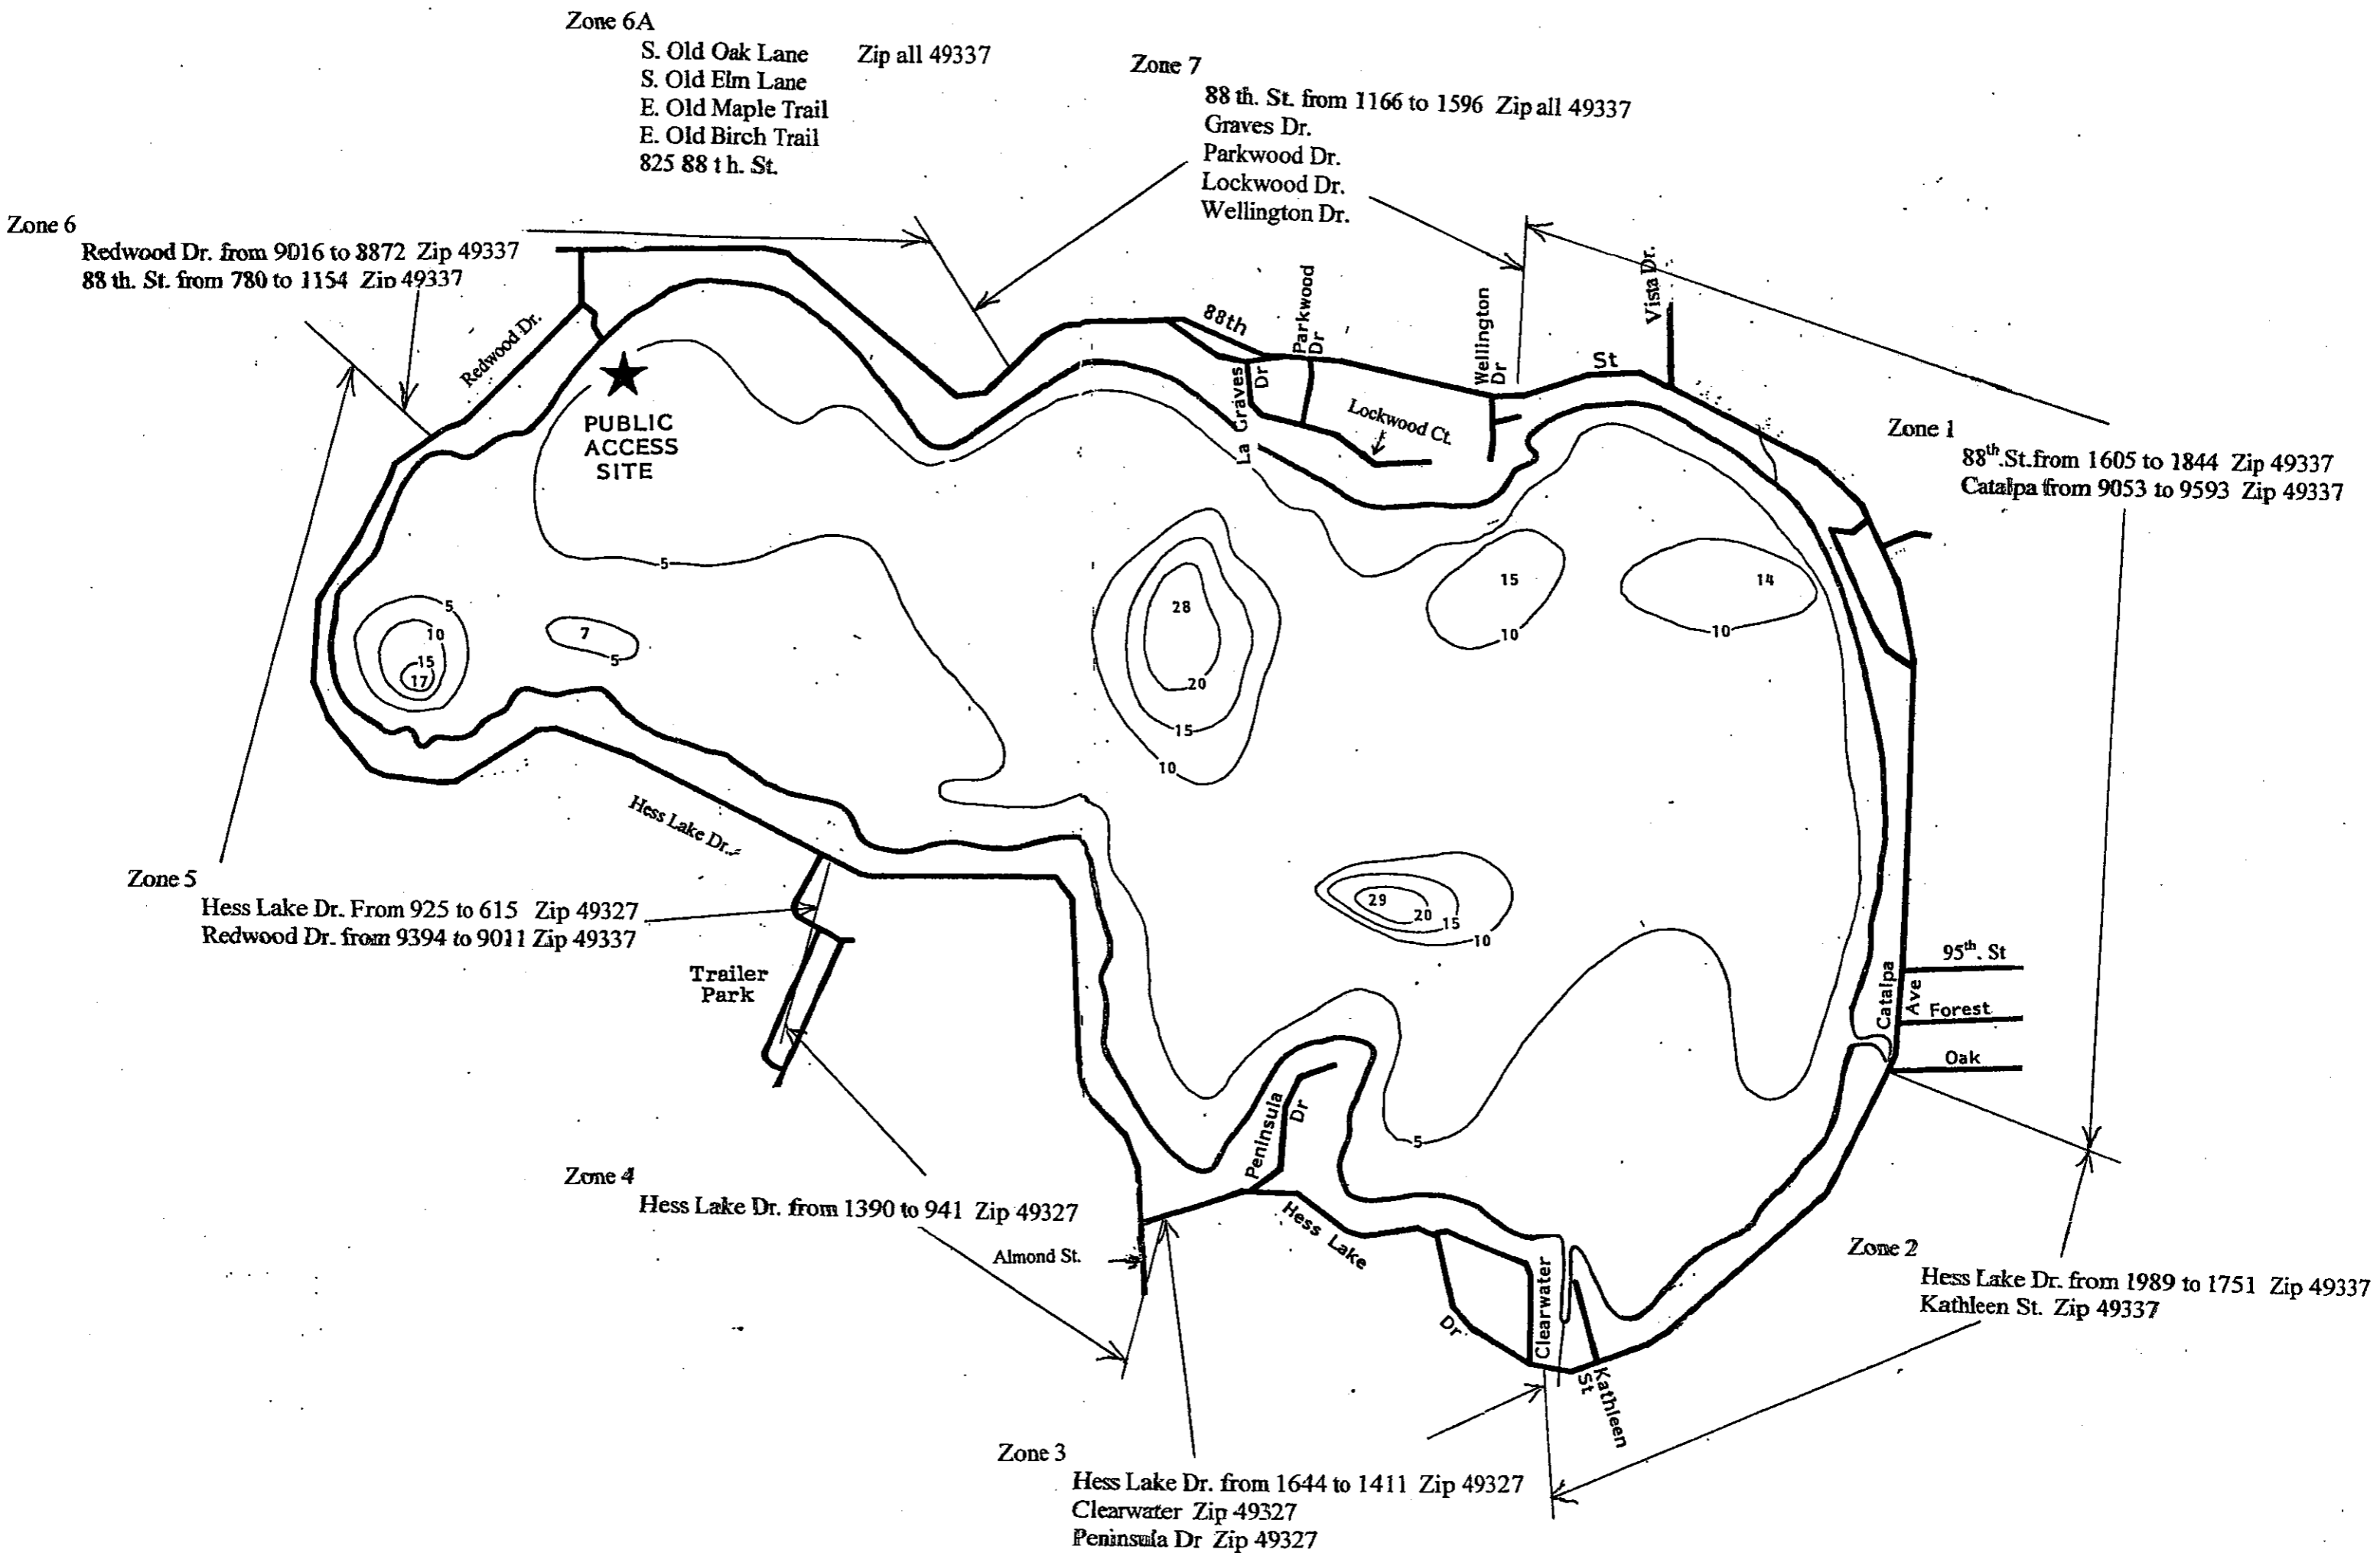 Zone 6A
S. Old Oak Lane Zip all 49337
S. Old Elm Lane
E. Old Maple Trail
E. Old Birch Trail
825 88 t h. St.
Zone 7
88 th. St. from 1166 to 1596 Zip all 49337
Graves Dr.
Parkwood Dr.
Lockwood Dr.
Wellington Dr.
Zone 6
Redwood Dr. from 9016 to 8872 Zip 49337
88 th. St. from 780 to 1154 Zip 49337
Redwood Dr.
PUBLIC
ACCESS
SITE
88th
Parkwood
Dr
La Graves
Dr
Lockwood Ct.
Wellington
Dr
St
Vista Dr.
Zone 1
88th.St.from 1605 to 1844 Zip 49337
Catalpa from 9053 to 9593 Zip 49337
5
5
10
15
17
7
5
28
20
15
10
15
10
14
10
29
20
15
10
5
Hess Lake Dr.
Zone 5
Hess Lake Dr. From 925 to 615 Zip 49327
Redwood Dr. from 9394 to 9011 Zip 49337
Trailer
Park
95th. St
Catalpa
Ave
Forest
Oak
Zone 4
Hess Lake Dr. from 1390 to 941 Zip 49327
Almond St.
Peninsula
Dr
Hess Lake
Dr
Clearwater
Kathleen
St
Zone 2
Hess Lake Dr. from 1989 to 1751 Zip 49337
Kathleen St. Zip 49337
Zone 3
Hess Lake Dr. from 1644 to 1411 Zip 49327
Clearwater Zip 49327
Peninsula Dr Zip 49327